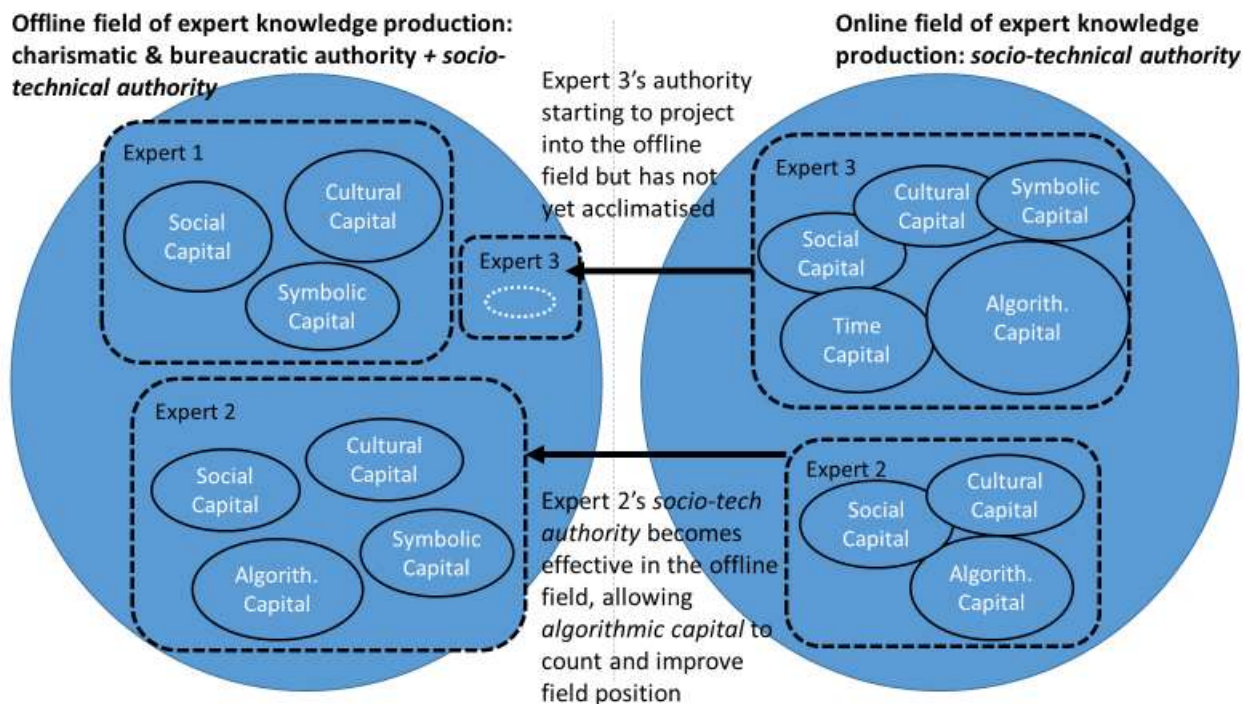 Offline field of expert knowledge production:
charismatic & bureaucratic authority + socio-
technical authority
Online field of expert knowledge
production: socio-technical authority
Expert 1
Social
Capital
Cultural
Capital
Symbolic
Capital
Expert 3's authority
starting to project
into the offline
field but has not
yet acclimatised
Expert 3
Expert 3
Social
Capital
Cultural
Capital
Symbolic
Capital
Time
Capital
Algorith.
Capital
Expert 2
Social
Capital
Cultural
Capital
Algorith.
Capital
Symbolic
Capital
Expert 2's socio-tech
authority becomes
effective in the offline
field, allowing
algorithmic capital to
count and improve
field position
Expert 2
Social
Capital
Cultural
Capital
Algorith.
Capital